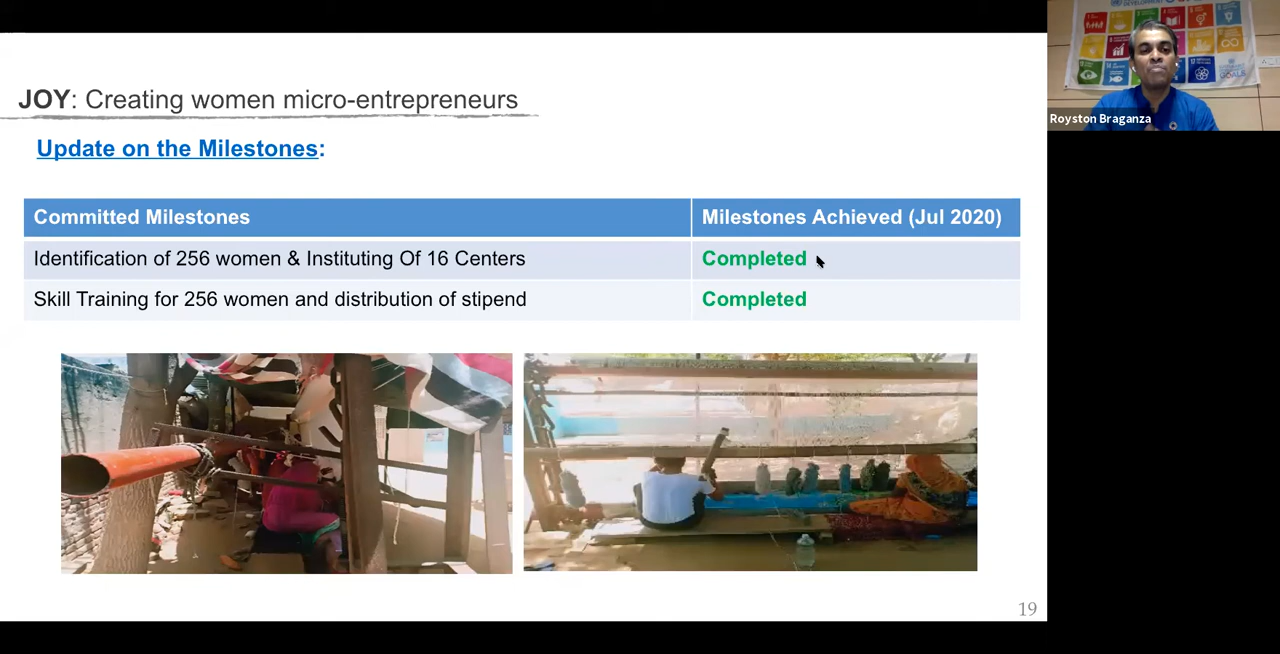 JOY: Creating women micro-entrepreneurs
Update on the Milestones:
Committed Milestones
Milestones Achieved (Jul 2020)
Identification of 256 women & Instituting Of 16 Centers
Completed
Skill Training for 256 women and distribution of stipend
Completed
19
GOALS
Royston Braganza